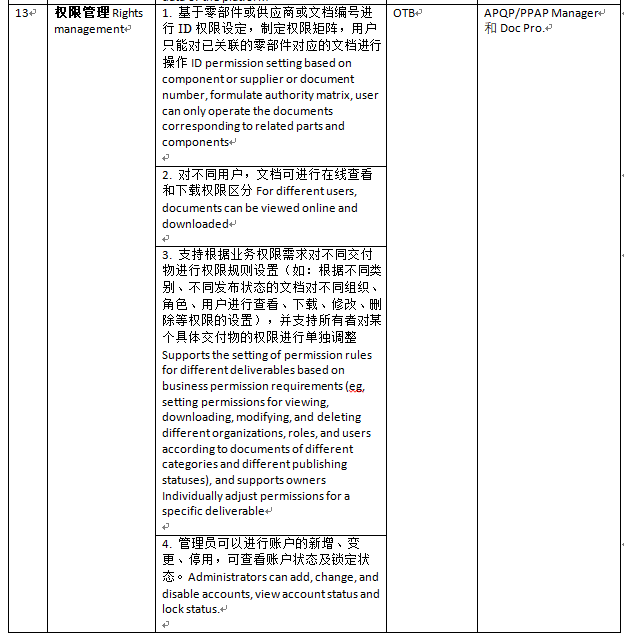 13
权限管理 Rights
management
1. 基于零部件或供应商或文档编号进
行 ID 权限设定，制定权限矩阵，用户
只能对已关联的零部件对应的文档进行
操作 ID permission setting based on
component or supplier or document
number, formulate authority matrix, user
can only operate the documents
corresponding to related parts and
components
OTB
APQP/PPAP Manager
和 Doc Pro.
2. 对不同用户，文档可进行在线查看
和下载权限区分 For different users,
documents can be viewed online and
downloaded
3. 支持根据业务权限需求对不同交付
物进行权限规则设置（如：根据不同类
别、不同发布状态的文档对不同组织、
角色、用户进行查看、下载、修改、删
除等权限的设置），并支持所有者对某
个具体交付物的权限进行单独调整
Supports the setting of permission rules
for different deliverables based on
business permission requirements (eg,
setting permissions for viewing,
downloading, modifying, and deleting
different organizations, roles, and users
according to documents of different
categories and different publishing
statuses), and supports owners
Individually adjust permissions for a
specific deliverable
4. 管理员可以进行账户的新增、变
更、停用，可查看账户状态及锁定状
态。Administrators can add, change, and
disable accounts, view account status and
lock status.